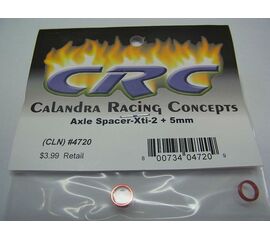 CRC
Calandra Racing Concepts
Axle Spacer-Xti-2 + 5mm
(CLN) #4720
$3.99 Retail
8 00734 04720 9